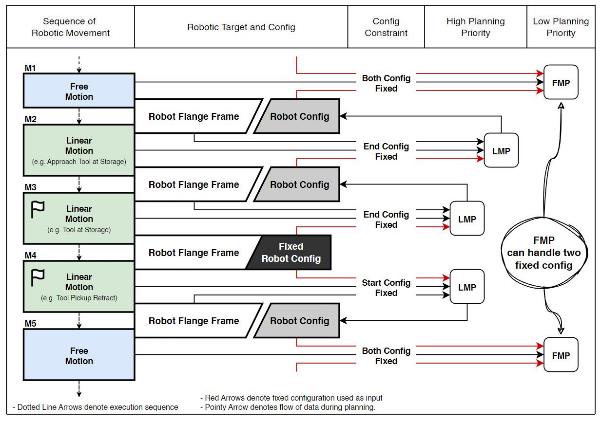 Sequence of
Robotic Movement
Robotic Target and Config
Config
Constraint
High Planning
Priority
Low Planning
Priority
M1
Free
Motion
Both Config
Fixed
FMP
Robot Flange Frame
Robot Config
M2
Linear
Motion
(e.g. Approach Tool at Storage)
End Config
Fixed
LMP
Robot Flange Frame
Robot Config
M3
Linear
Motion
(e.g. Tool at Storage)
End Config
Fixed
LMP
Robot Flange Frame
Fixed
Robot Config
FMP
can handle two
fixed config
M4
Linear
Motion
(e.g. Tool Pickup Retract)
Start Config
Fixed
LMP
Robot Flange Frame
Robot Config
M5
Free
Motion
Both Config
Fixed
FMP
- Dotted Line Arrows denote execution sequence
- Red Arrows denote fixed configuration used as input
- Pointy Arrow denotes flow of data during planning.